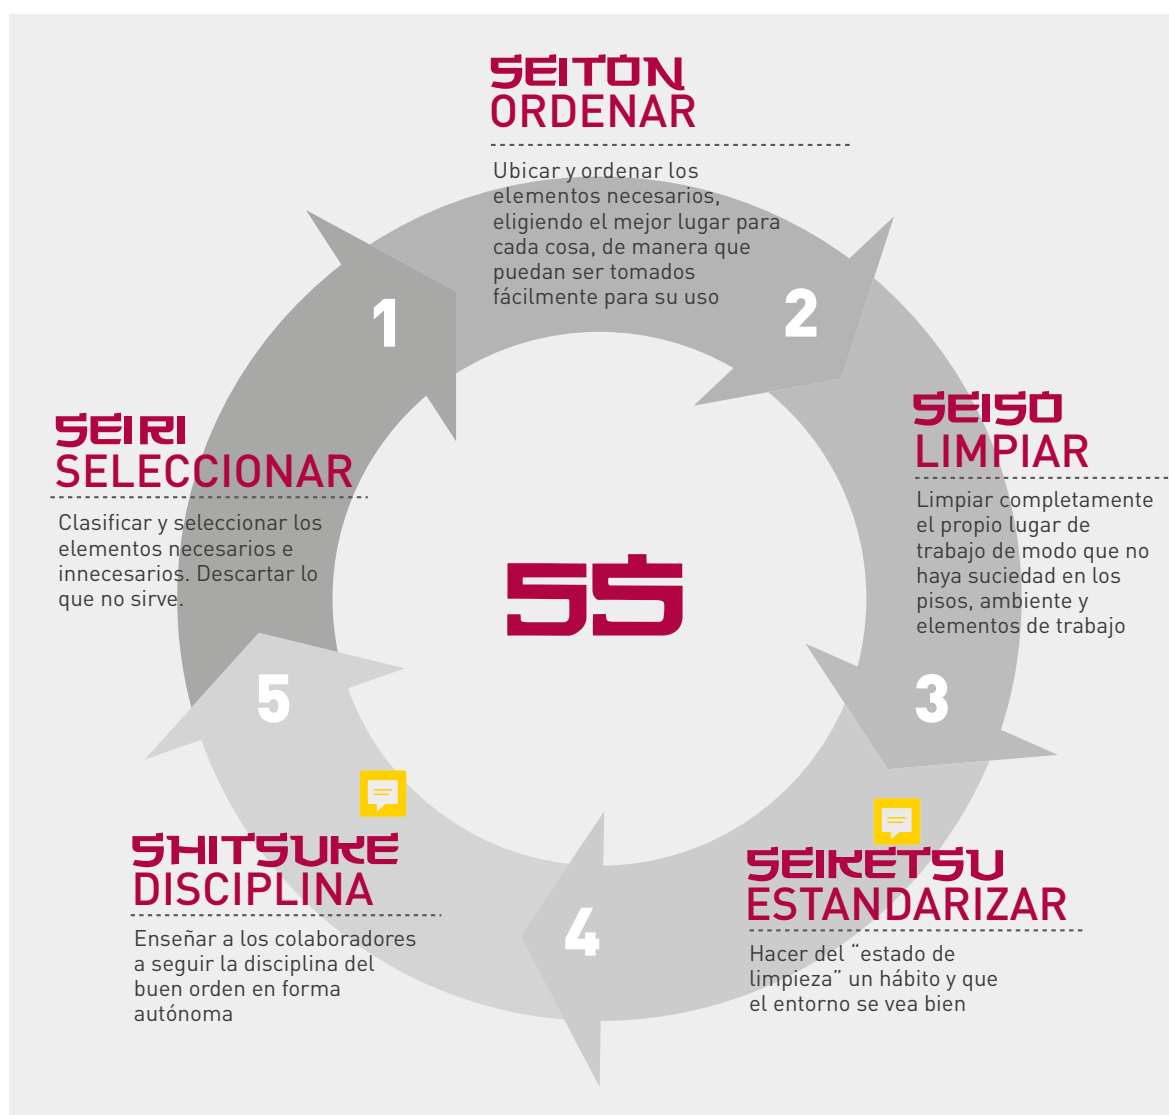 SEIRI
SELECCIONAR
Clasificar y seleccionar los
elementos necesarios e
innecesarios. Descartar lo
que no sirve.
1
SEITON
ORDENAR
Ubicar y ordenar los
elementos necesarios,
eligiendo el mejor lugar para
cada cosa, de manera que
puedan ser tomados
fácilmente para su uso
2
SEISO
LIMPIAR
Limpiar completamente
el propio lugar de
trabajo de modo que no
haya suciedad en los
pisos, ambiente y
elementos de trabajo
3
SEIKETSU
ESTANDARIZAR
Hacer del “estado de
limpieza” un hábito y que
el entorno se vea bien
4
SHITSUKE
DISCIPLINA
Enseñar a los colaboradores
a seguir la disciplina del
buen orden en forma
autónoma
5
5S